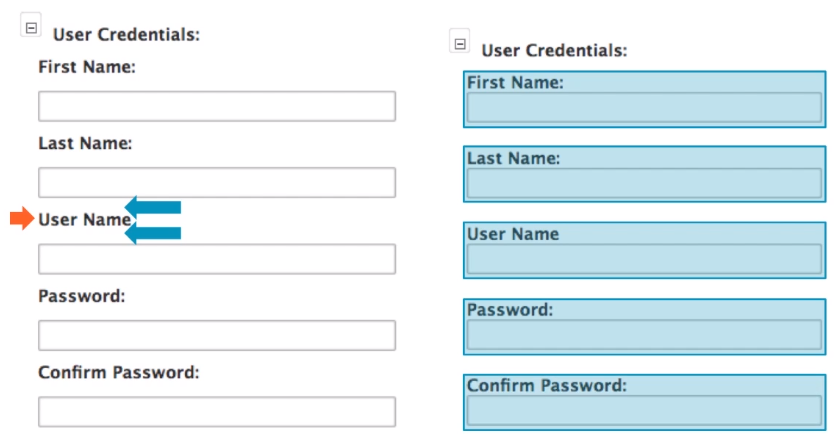 User Credentials:
First Name:
Last Name:
User Name
Password:
Confirm Password:
User Credentials:
First Name:
Last Name:
User Name
Password:
Confirm Password: